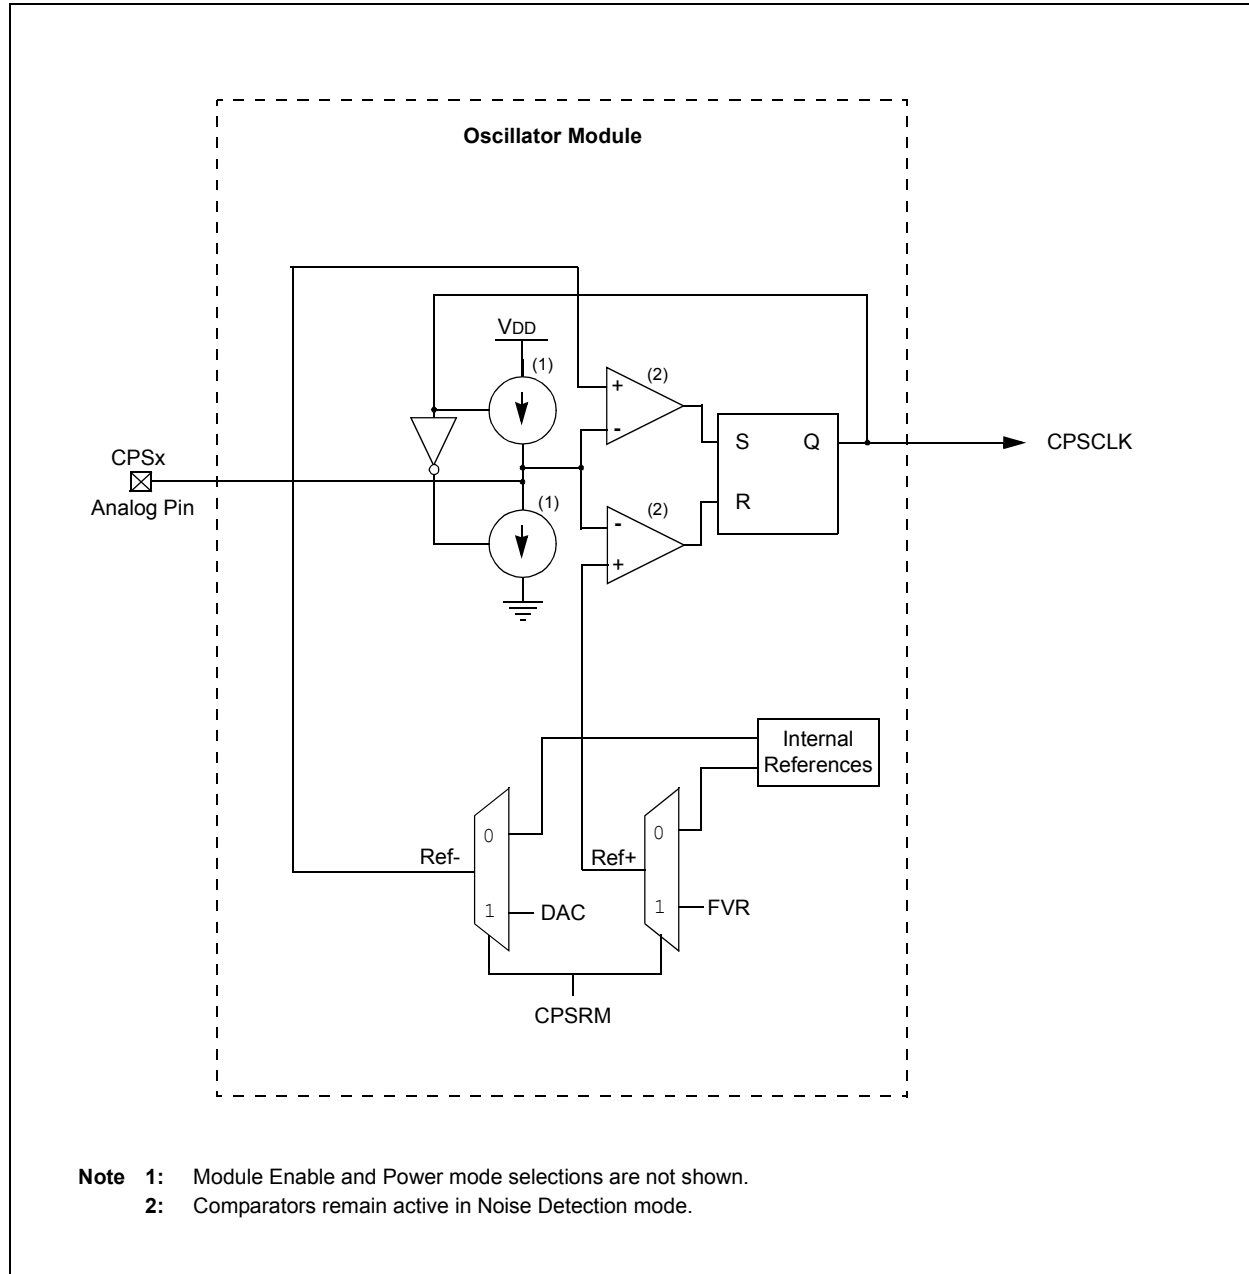 Oscillator Module
VDD
(1)
(2)
+
-
S Q
CPSCLK
CPSx
Analog Pin
(1)
(2)
R
-
+
Internal
References
0
0
Ref-
Ref+
1
DAC
1
FVR
CPSRM
Note 1: Module Enable and Power mode selections are not shown.
2: Comparators remain active in Noise Detection mode.